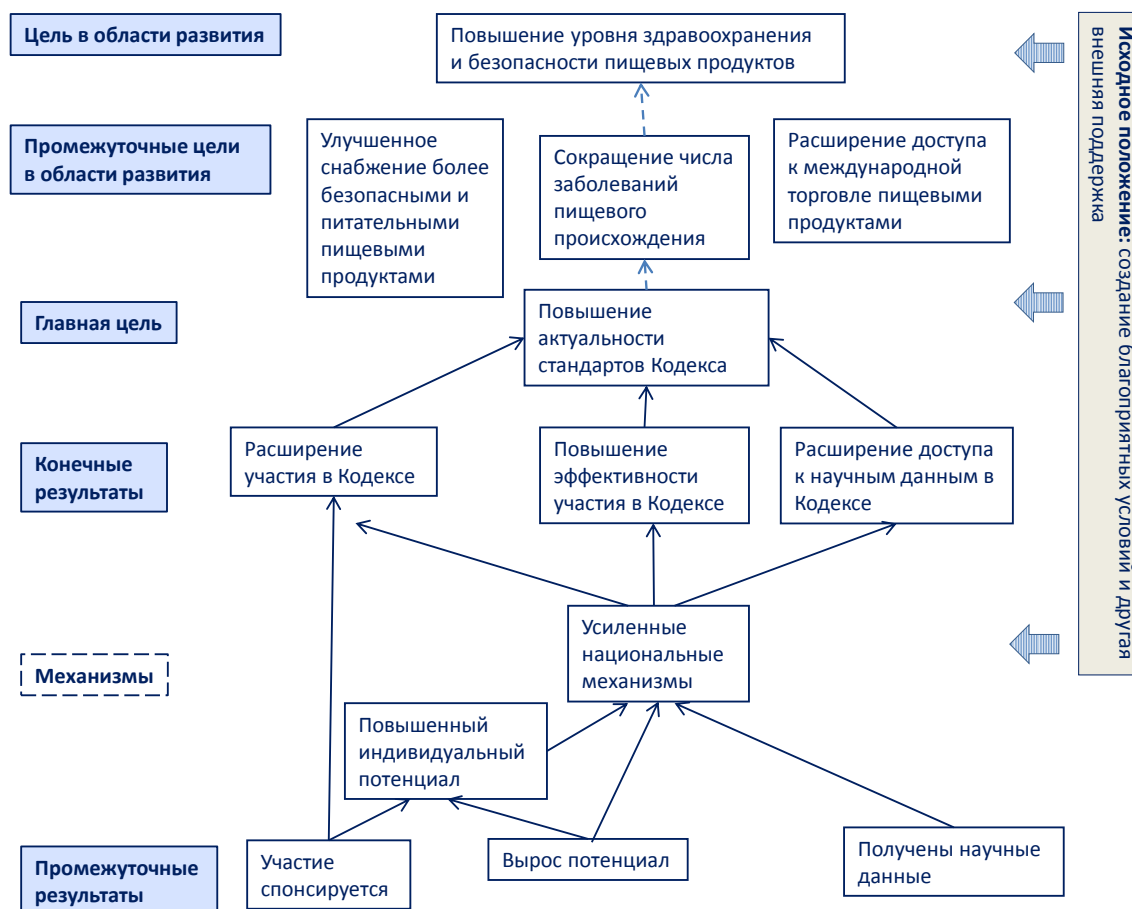 Цель в области развития
Повышение уровня здравоохранения
и безопасности пищевых продуктов
Исходное положение: создание благоприятных условий и другая
внешняя поддержка
Промежуточные цели
в области развития
Улучшенное
снабжение более
безопасными и
питательными
пищевыми
продуктами
Сокращение числа
заболеваний
пищевого
происхождения
Расширение доступа
к международной
торговле пищевыми
продуктами
Главная цель
Повышение
актуальности
стандартов Кодекса
Конечные
результаты
Расширение
участия в Кодексе
Повышение
эффективности
участия в Кодексе
Расширение доступа
к научным данным в
Кодексе
Механизмы
Усиленные
национальные
механизмы
Повышенный
индивидуальный
потенциал
Промежуточные
результаты
Участие
спонсируется
Вырос потенциал
Получены научные
данные